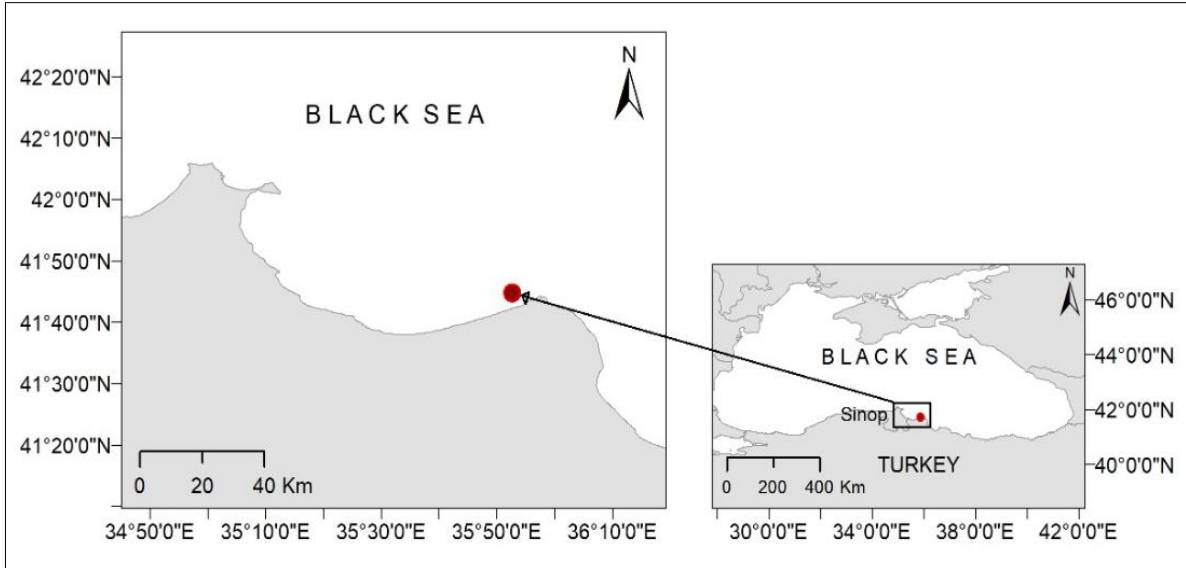 N
BLACK SEA
42°20'0"N
42°10'0"N
42°0'0"N
41°50'0"N
41°40'0"N
41°30'0"N
41°20'0"N
0 20 40 Km
34°50'0"E 35°10'0"E 35°30'0"E 35°50'0"E 36°10'0"E
N
46°0'0"N
44°0'0"N
BLACK SEA
42°0'0"N
Sinop
TURKEY
40°0'0"N
0 200 400 Km
30°0'0"E 34°0'0"E 38°0'0"E 42°0'0"E